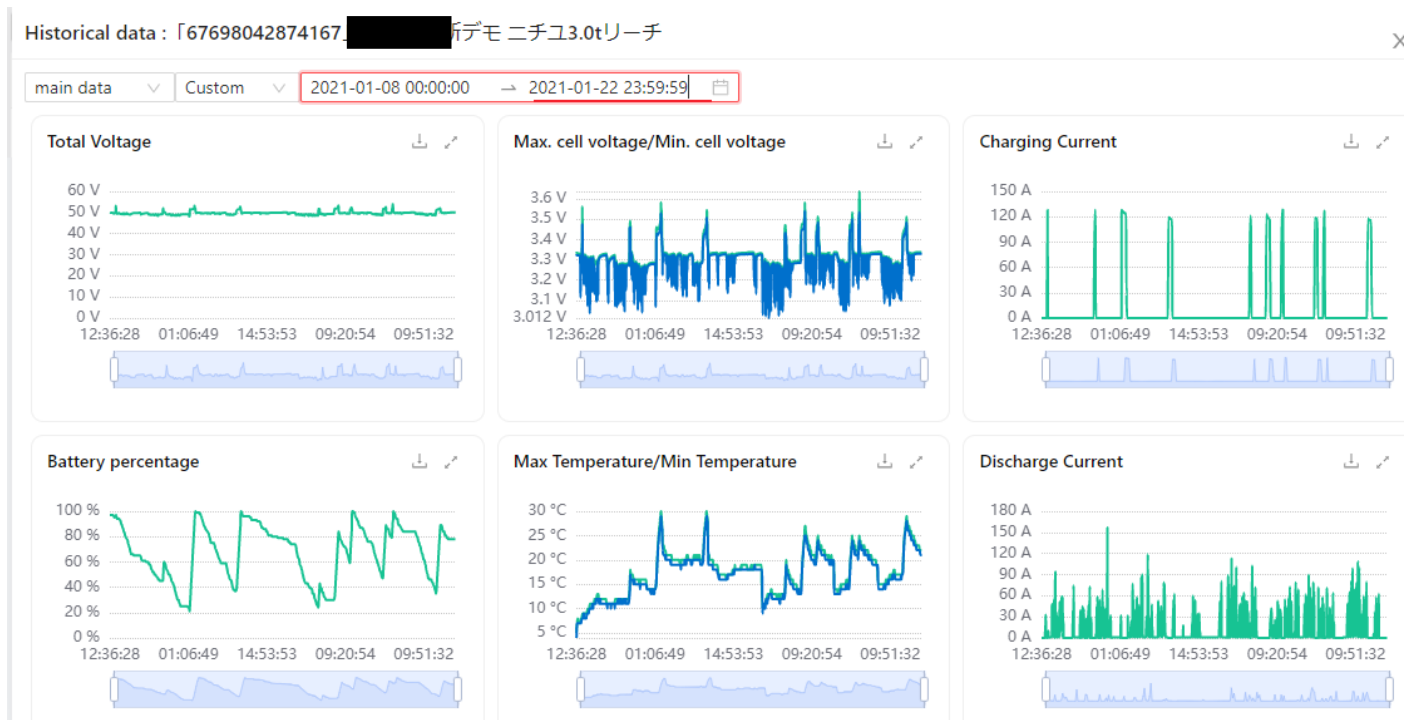 Historical data : 「67698042874167」 所デモ ニチユ3.0tリーチ
main data Custom 2021-01-08 00:00:00 → 2021-01-22 23:59:59
Total Voltage
60 V
50 V
40 V
30 V
20 V
10 V
0 V
12:36:28 01:06:49 14:53:53 09:20:54 09:51:32
Max. cell voltage/Min. cell voltage
3.6 V
3.5 V
3.4 V
3.3 V
3.2 V
3.1 V
3.012 V
12:36:28 01:06:49 14:53:53 09:20:54 09:51:32
Charging Current
150 A
120 A
90 A
60 A
30 A
0 A
12:36:28 01:06:49 14:53:53 09:20:54 09:51:32
Battery percentage
100 %
80 %
60 %
40 %
20 %
0 %
12:36:28 01:06:49 14:53:53 09:20:54 09:51:32
Max Temperature/Min Temperature
30 °C
25 °C
20 °C
15 °C
10 °C
5 °C
12:36:28 01:06:49 14:53:53 09:20:54 09:51:32
Discharge Current
180 A
150 A
120 A
90 A
60 A
30 A
0 A
12:36:28 01:06:49 14:53:53 09:20:54 09:51:32